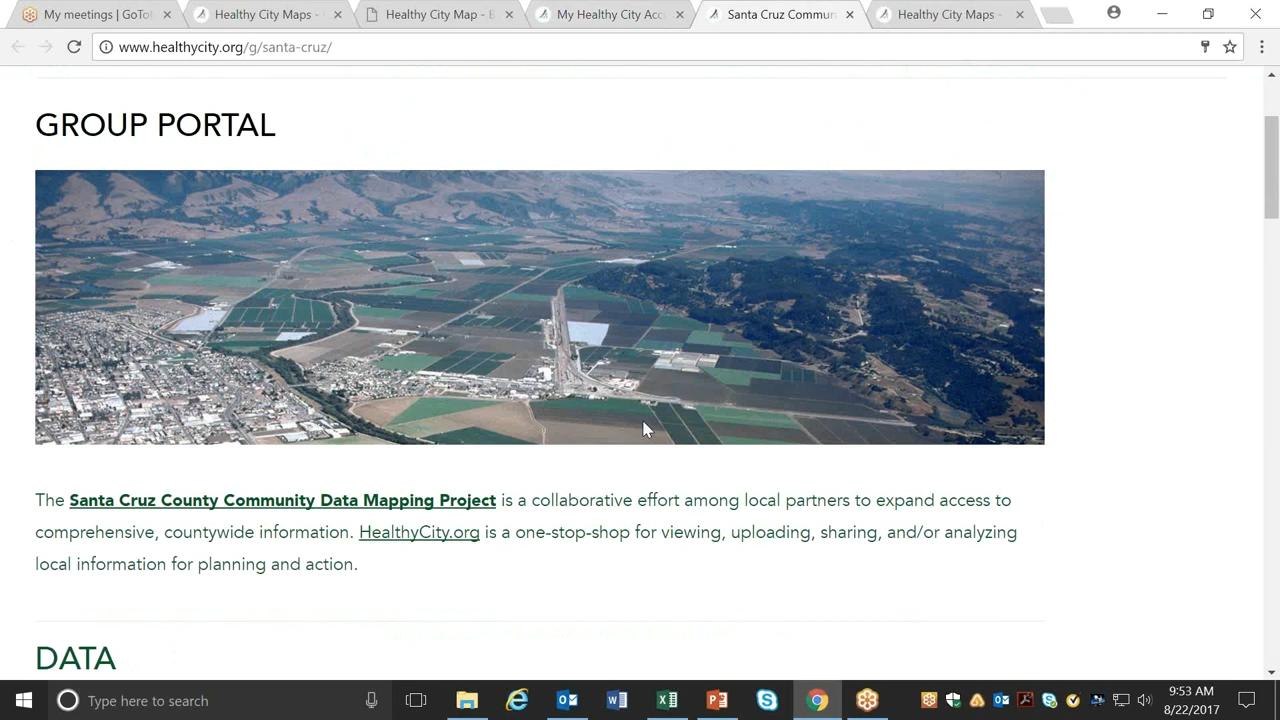 My meetings | GoTo
Healthy City Maps -
Healthy City Map - B
My Healthy City Acc
Santa Cruz Commun
Healthy City Maps -
www.healthycity.org/g/santa-cruz/
GROUP PORTAL
The Santa Cruz County Community Data Mapping Project is a collaborative effort among local partners to expand access to
comprehensive, countywide information. HealthyCity.org is a one-stop-shop for viewing, uploading, sharing, and/or analyzing
local information for planning and action.
DATA
Type here to search
9:53 AM
8/22/2017